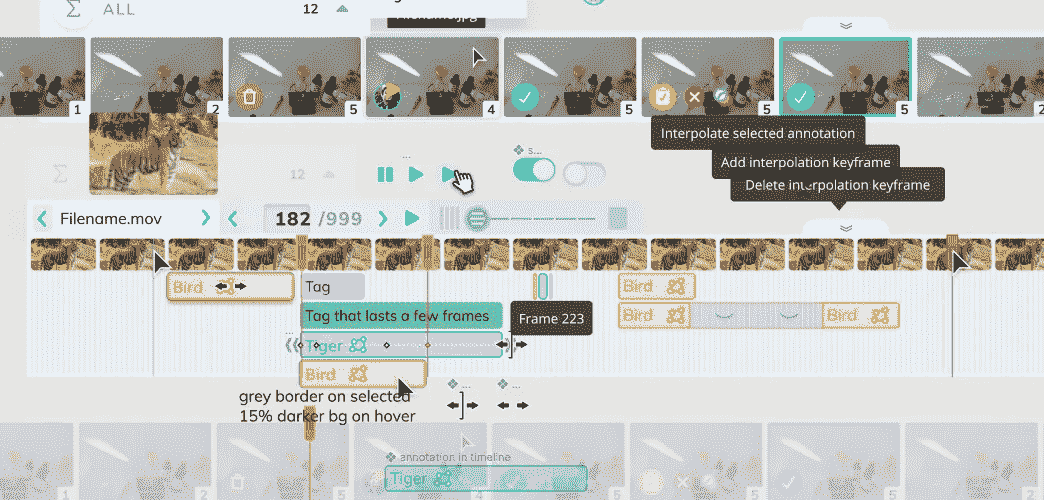 ALL
12
1
2
5
4
5
5
5
2
Interpolate selected annotation
Add interpolation keyframe
Delete interpolation keyframe
12
...
s...
Filename.mov
182 /999
Bird
Tag
Bird
Tag that lasts a few frames
Frame 223
Bird
Bird
Tiger
Bird
...
...
grey border on selected
15% darker bg on hover
annotation in timeline
Tiger
1
2
5
4
5
5
5